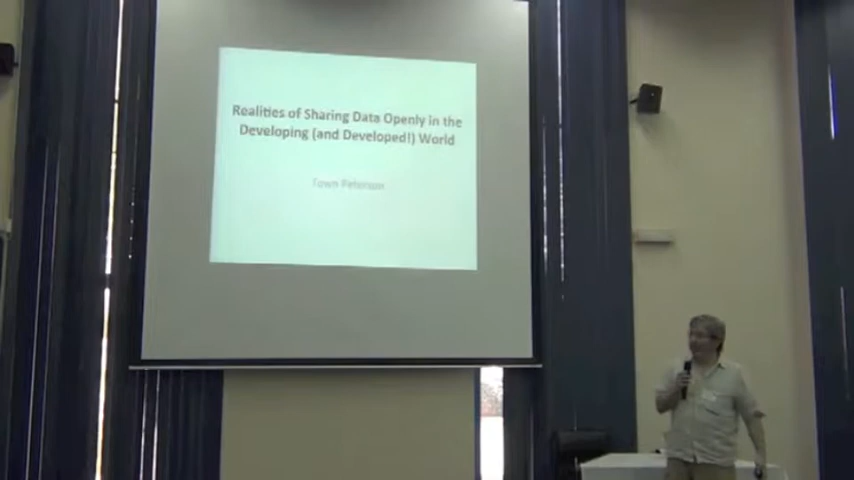 Realities of Sharing Data Openly in the
Developing (and Developed!) World
Town Peterson